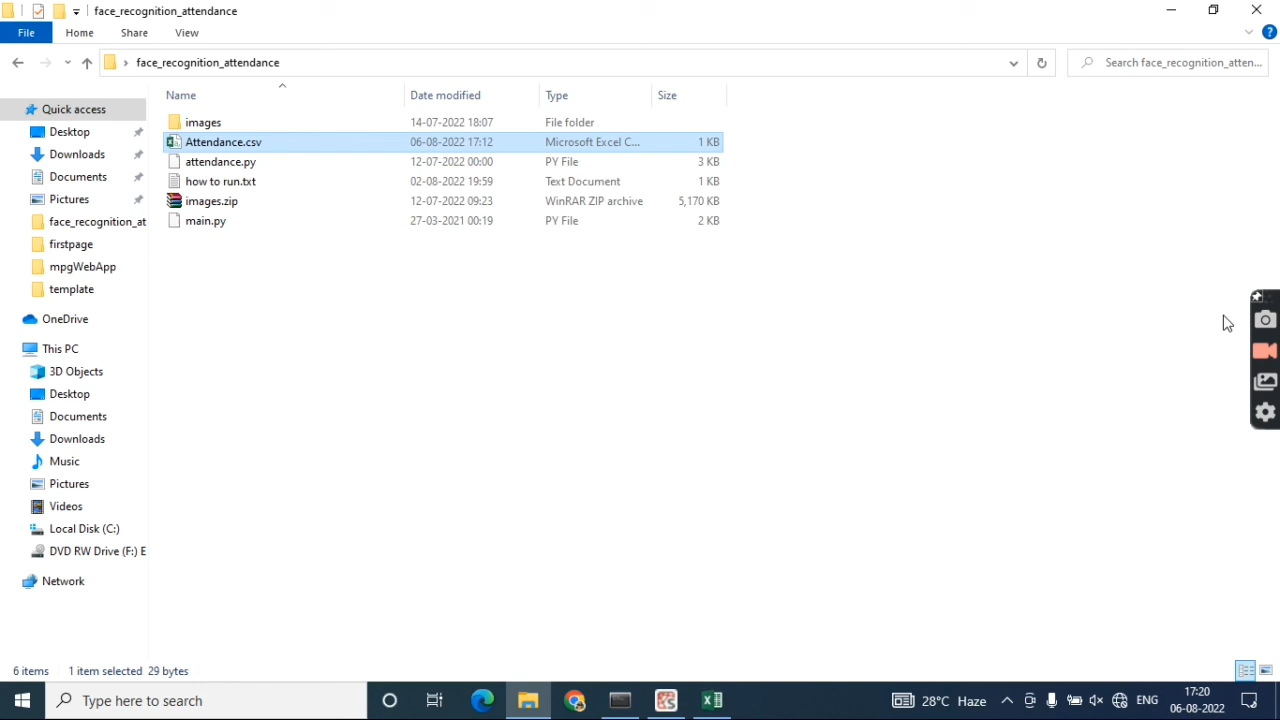 face_recognition_attendance
File Home Share View
face_recognition_attendance Search face_recognition_atten...
Name Date modified Type Size
Quick access
Desktop
Downloads
Documents
Pictures
face_recognition_at
firstpage
mpgWebApp
template
OneDrive
This PC
3D Objects
Desktop
Documents
Downloads
Music
Pictures
Videos
Local Disk (C:)
DVD RW Drive (F:) E
Network
images 14-07-2022 18:07 File folder
Attendance.csv 06-08-2022 17:12 Microsoft Excel C... 1 KB
attendance.py 12-07-2022 00:00 PY File 3 KB
how to run.txt 02-08-2022 19:59 Text Document 1 KB
images.zip 12-07-2022 09:23 WinRAR ZIP archive 5,170 KB
main.py 27-03-2021 00:19 PY File 2 KB
6 items 1 item selected 29 bytes
Type here to search 28°C Haze ENG 17:20
06-08-2022